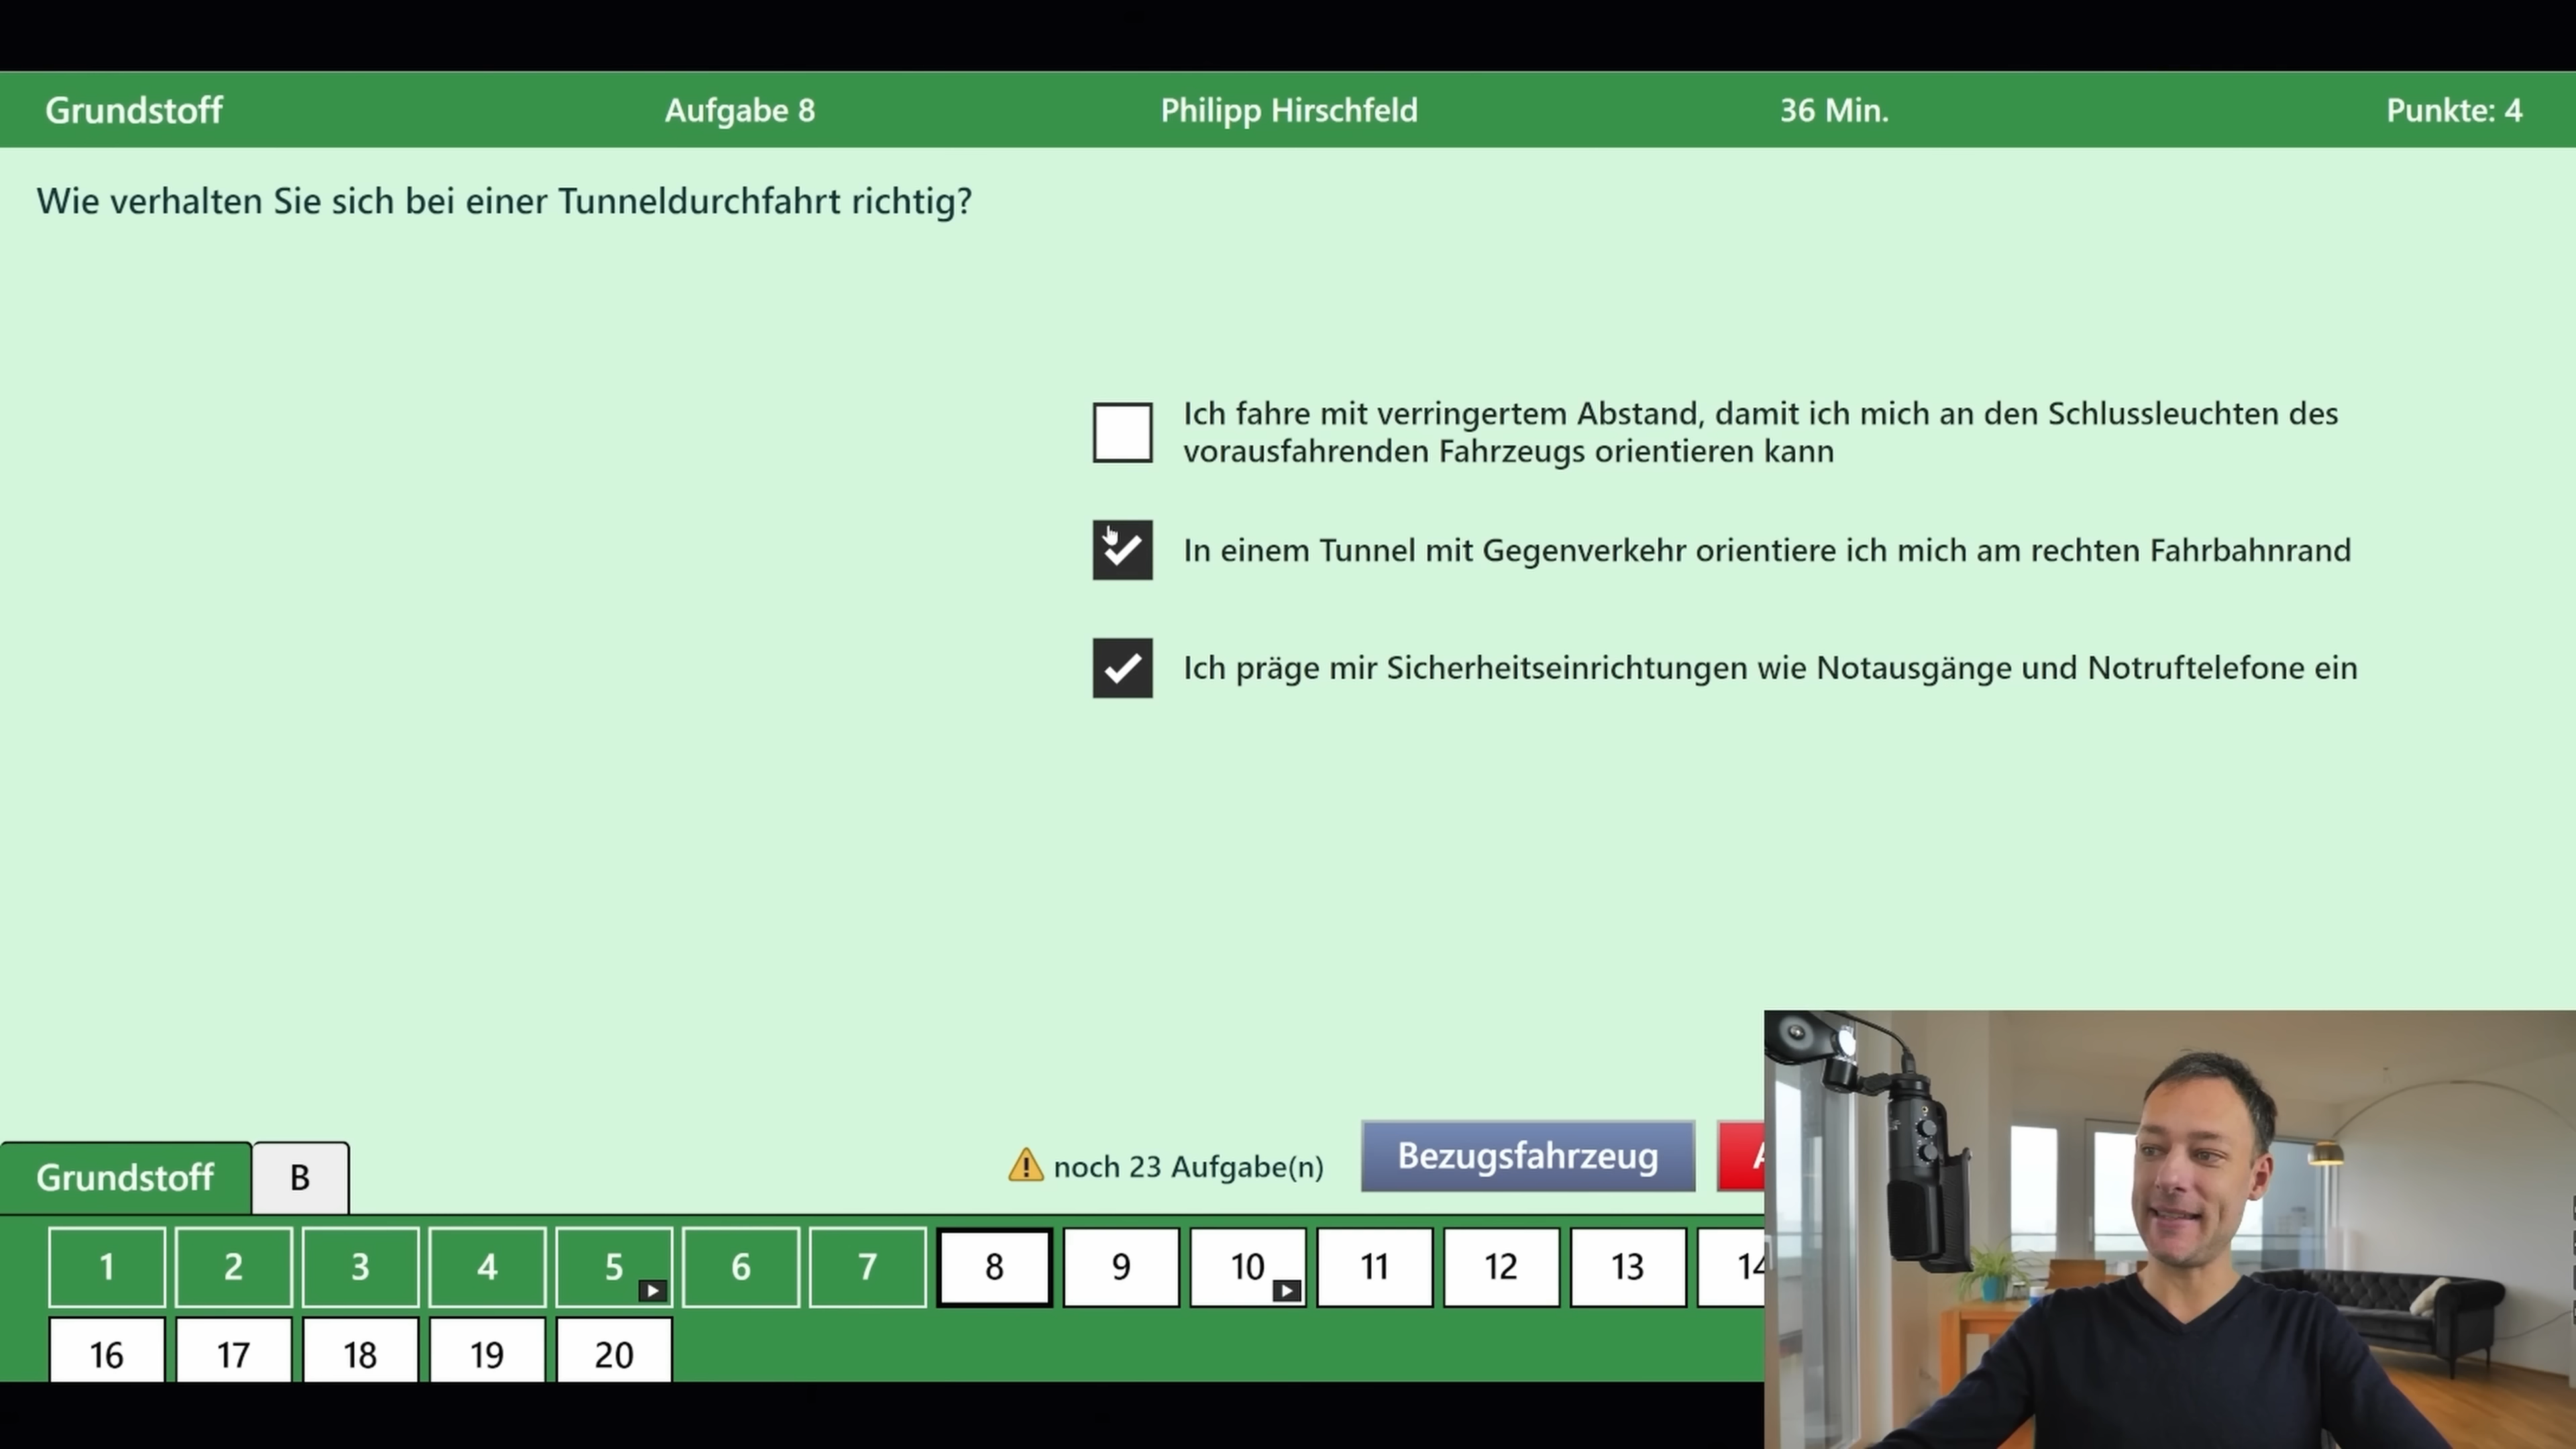 Grundstoff
Aufgabe 8
Philipp Hirschfeld
36 Min.
Punkte: 4
Wie verhalten Sie sich bei einer Tunneldurchfahrt richtig?
Ich fahre mit verringertem Abstand, damit ich mich an den Schlussleuchten des
vorausfahrenden Fahrzeugs orientieren kann
In einem Tunnel mit Gegenverkehr orientiere ich mich am rechten Fahrbahnrand
Ich präge mir Sicherheitseinrichtungen wie Notausgänge und Notruftelefone ein
noch 23 Aufgabe(n)
Bezugsfahrzeug
Grundstoff
B
1 2 3 4 5 6 7 8 9 10 11 12 13 14
16 17 18 19 20